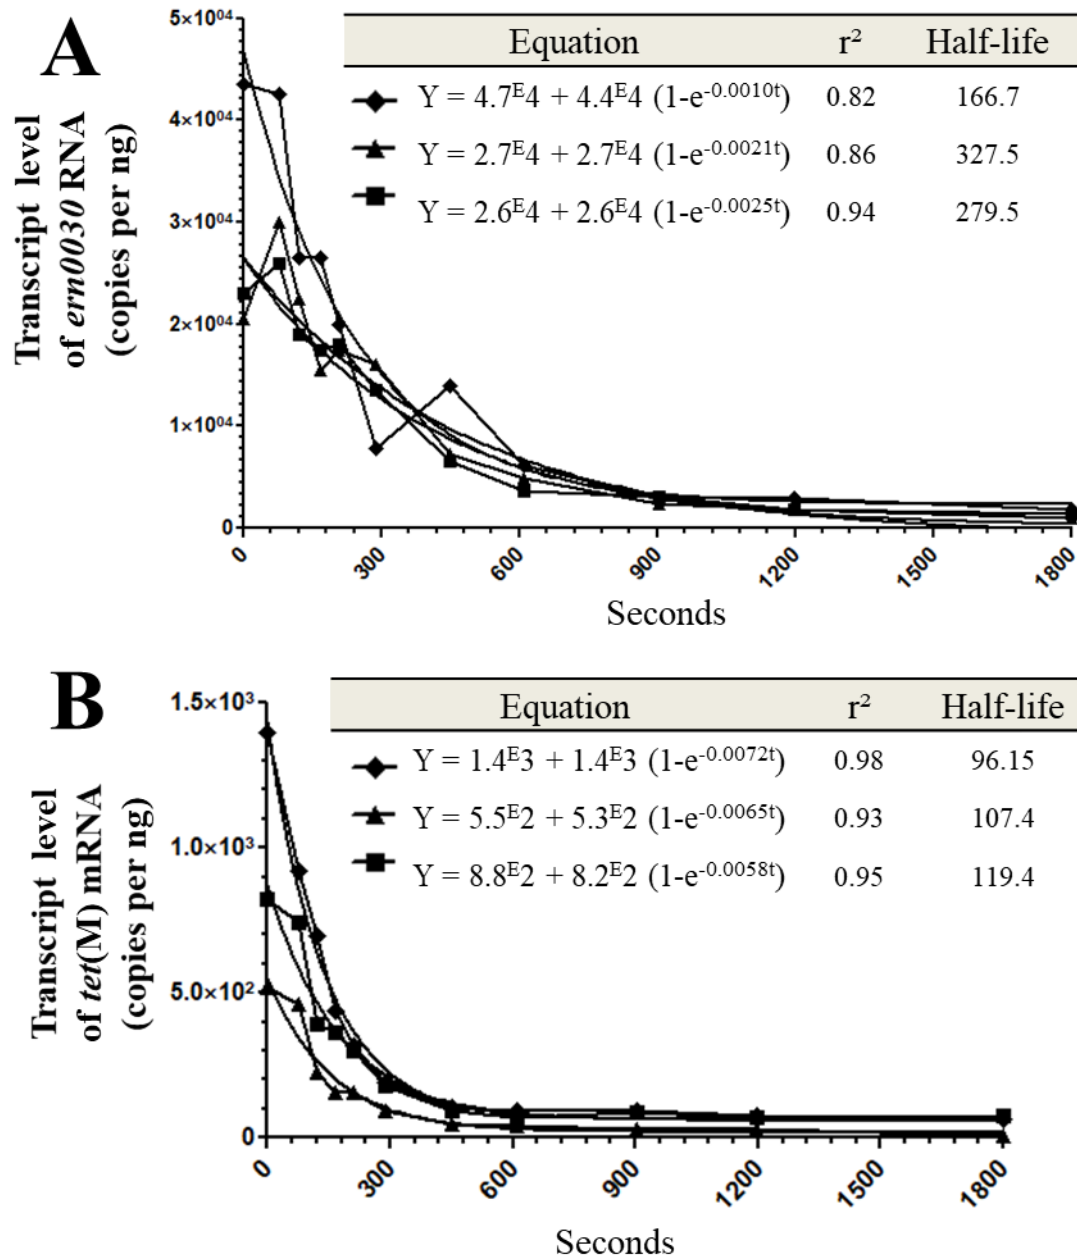 A
Transcript level
of ern0030 RNA
(copies per ng)
5×10⁰⁴
4×10⁰⁴
3×10⁰⁴
2×10⁰⁴
1×10⁰⁴
0
Equation r² Half-life
Y = 4.7ᴱ4 + 4.4ᴱ4 (1-e⁻⁰·⁰⁰¹⁰ᵗ) 0.82 166.7
Y = 2.7ᴱ4 + 2.7ᴱ4 (1-e⁻⁰·⁰⁰²¹ᵗ) 0.86 327.5
Y = 2.6ᴱ4 + 2.6ᴱ4 (1-e⁻⁰·⁰⁰²⁵ᵗ) 0.94 279.5
0 300 600 900 1200 1500 1800
Seconds
B
Transcript level
of tet(M) mRNA
(copies per ng)
1.5×10³
1.0×10³
5.0×10²
0
Equation r² Half-life
Y = 1.4ᴱ3 + 1.4ᴱ3 (1-e⁻⁰·⁰⁰⁷²ᵗ) 0.98 96.15
Y = 5.5ᴱ2 + 5.3ᴱ2 (1-e⁻⁰·⁰⁰⁶⁵ᵗ) 0.93 107.4
Y = 8.8ᴱ2 + 8.2ᴱ2 (1-e⁻⁰·⁰⁰⁵⁸ᵗ) 0.95 119.4
0 300 600 900 1200 1500 1800
Seconds